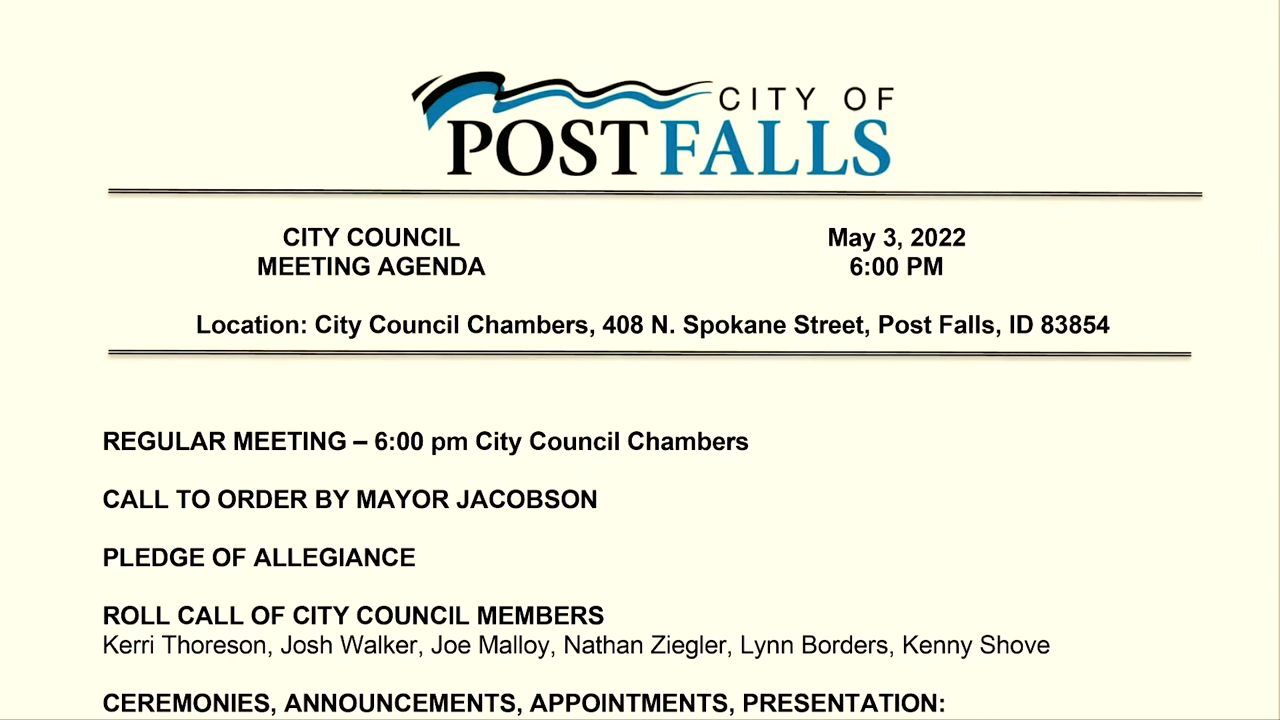 CITY OF
POST FALLS
CITY COUNCIL May 3, 2022
MEETING AGENDA 6:00 PM
Location: City Council Chambers, 408 N. Spokane Street, Post Falls, ID 83854
REGULAR MEETING – 6:00 pm City Council Chambers
CALL TO ORDER BY MAYOR JACOBSON
PLEDGE OF ALLEGIANCE
ROLL CALL OF CITY COUNCIL MEMBERS
Kerri Thoreson, Josh Walker, Joe Malloy, Nathan Ziegler, Lynn Borders, Kenny Shove
CEREMONIES, ANNOUNCEMENTS, APPOINTMENTS, PRESENTATION: